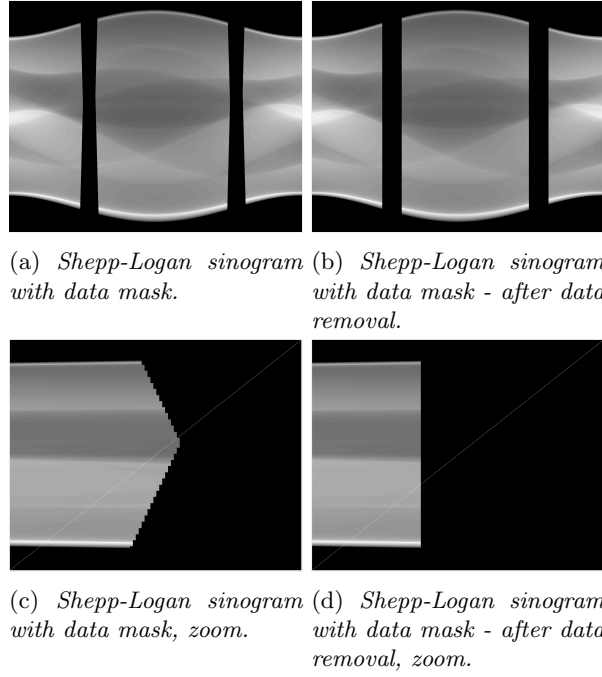 (a) Shepp-Logan sinogram
with data mask.
(b) Shepp-Logan sinogram
with data mask - after data
removal.
(c) Shepp-Logan sinogram
with data mask, zoom.
(d) Shepp-Logan sinogram
with data mask - after data
removal, zoom.